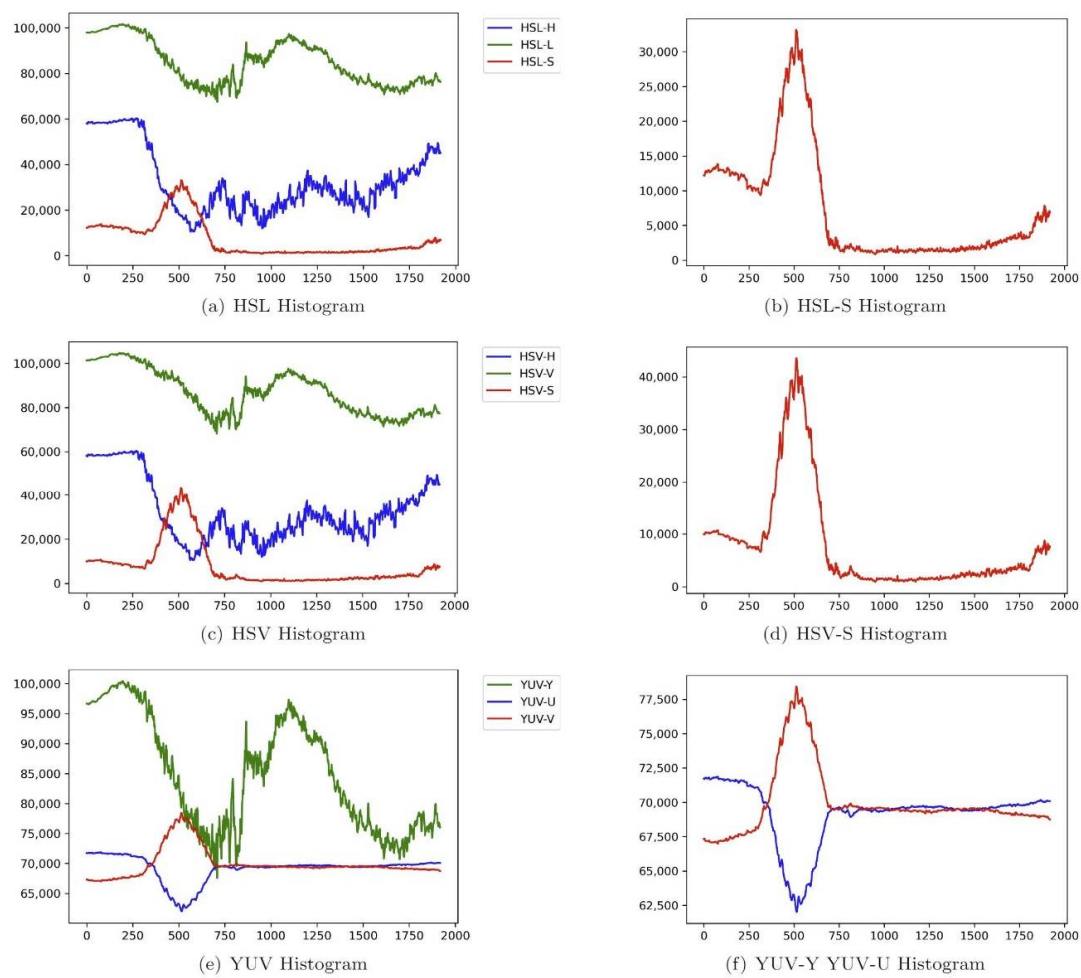 100,000
80,000
60,000
40,000
20,000
0
0 250 500 750 1000 1250 1500 1750 2000
HSL-H
HSL-L
HSL-S
(a) HSL Histogram
30,000
25,000
20,000
15,000
10,000
5,000
0
0 250 500 750 1000 1250 1500 1750 2000
(b) HSL-S Histogram
100,000
80,000
60,000
40,000
20,000
0
0 250 500 750 1000 1250 1500 1750 2000
HSV-H
HSV-V
HSV-S
(c) HSV Histogram
40,000
30,000
20,000
10,000
0
0 250 500 750 1000 1250 1500 1750 2000
(d) HSV-S Histogram
100,000
95,000
90,000
85,000
80,000
75,000
70,000
65,000
0 250 500 750 1000 1250 1500 1750 2000
YUV-Y
YUV-U
YUV-V
(e) YUV Histogram
77,500
75,000
72,500
70,000
67,500
65,000
62,500
0 250 500 750 1000 1250 1500 1750 2000
(f) YUV-Y YUV-U Histogram